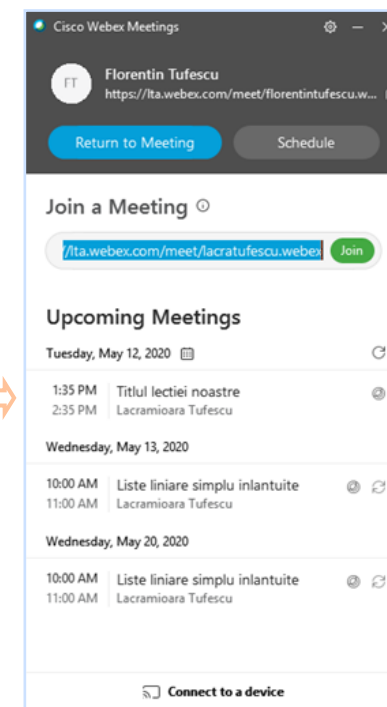 Cisco Webex Meetings
FT
Florentin Tufescu
https://lta.webex.com/meet/florentintufescu.w...
Return to Meeting
Schedule
Join a Meeting
//lta.webex.com/meet/lacratufescu.webex
Join
Upcoming Meetings
Tuesday, May 12, 2020
1:35 PM Titlul lectiei noastre
2:35 PM Lacramioara Tufescu
Wednesday, May 13, 2020
10:00 AM Liste liniare simplu inlantuite
11:00 AM Lacramioara Tufescu
Wednesday, May 20, 2020
10:00 AM Liste liniare simplu inlantuite
11:00 AM Lacramioara Tufescu
Connect to a device